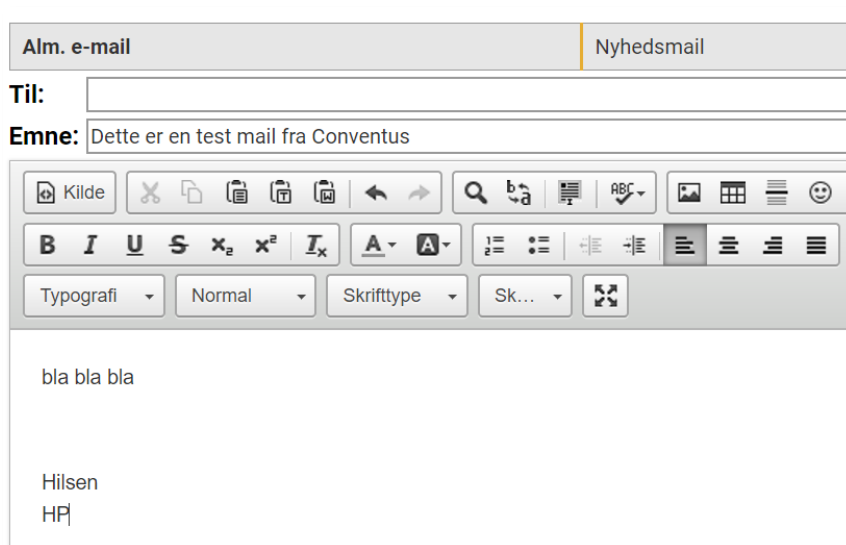 Alm. e-mail Nyhedsmail
Til:
Emne: Dette er en test mail fra Conventus
Kilde
Typografi Normal Skrifttype Sk...
bla bla bla
Hilsen
HP